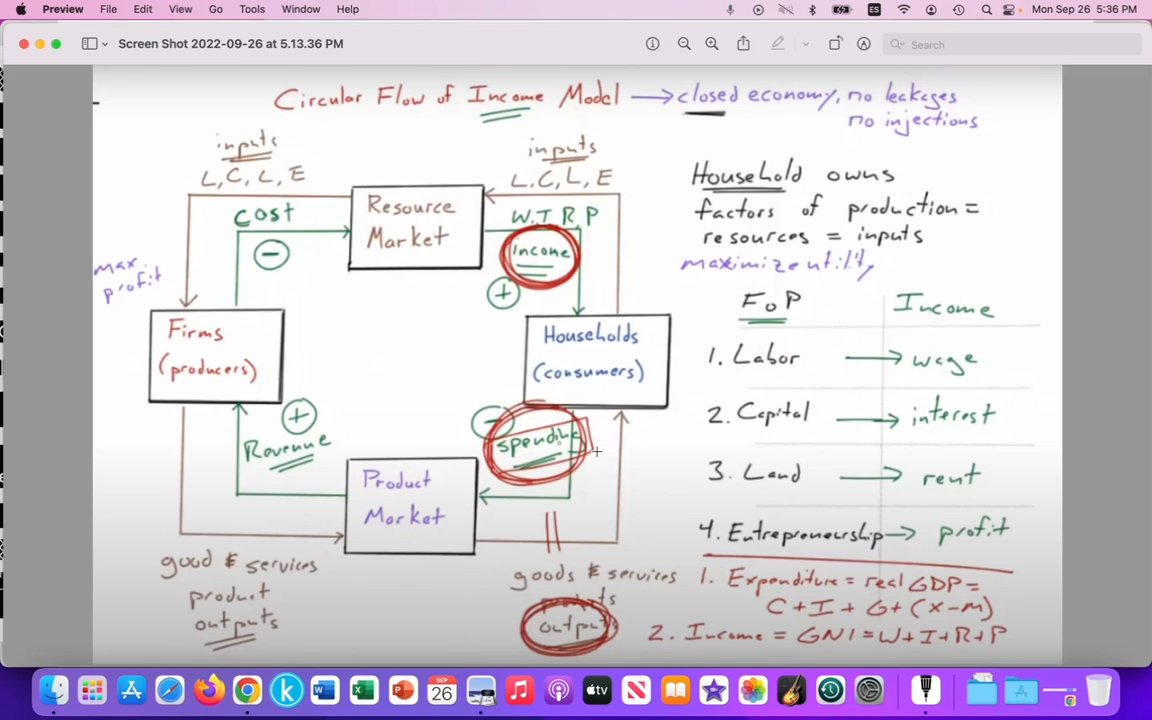 Preview File Edit View Go Tools Window Help
ES
Mon Sep 26 5:36 PM
Screen Shot 2022-09-26 at 5.13.36 PM
Search
Circular Flow of Income Model → closed economy, no leakages
no injections
inputs
L, C, L, E
inputs
L, C, L, E
cost
−
Resource
Market
W, I, R, P
income
+
max
profit
Firms
(producers)
Households
(consumers)
+
Revenue
−
spending
Product
Market
good & services
product
outputs
goods & services
outputs
Household owns
factors of production =
resources = inputs
maximize utility
FoP Income
1. Labor → wage
2. Capital → interest
3. Land → rent
4. Entrepreneurship → profit
1. Expenditure = real GDP =
C + I + G + (X-M)
2. Income = GNI = W+I+R+P
SEP
26
tv